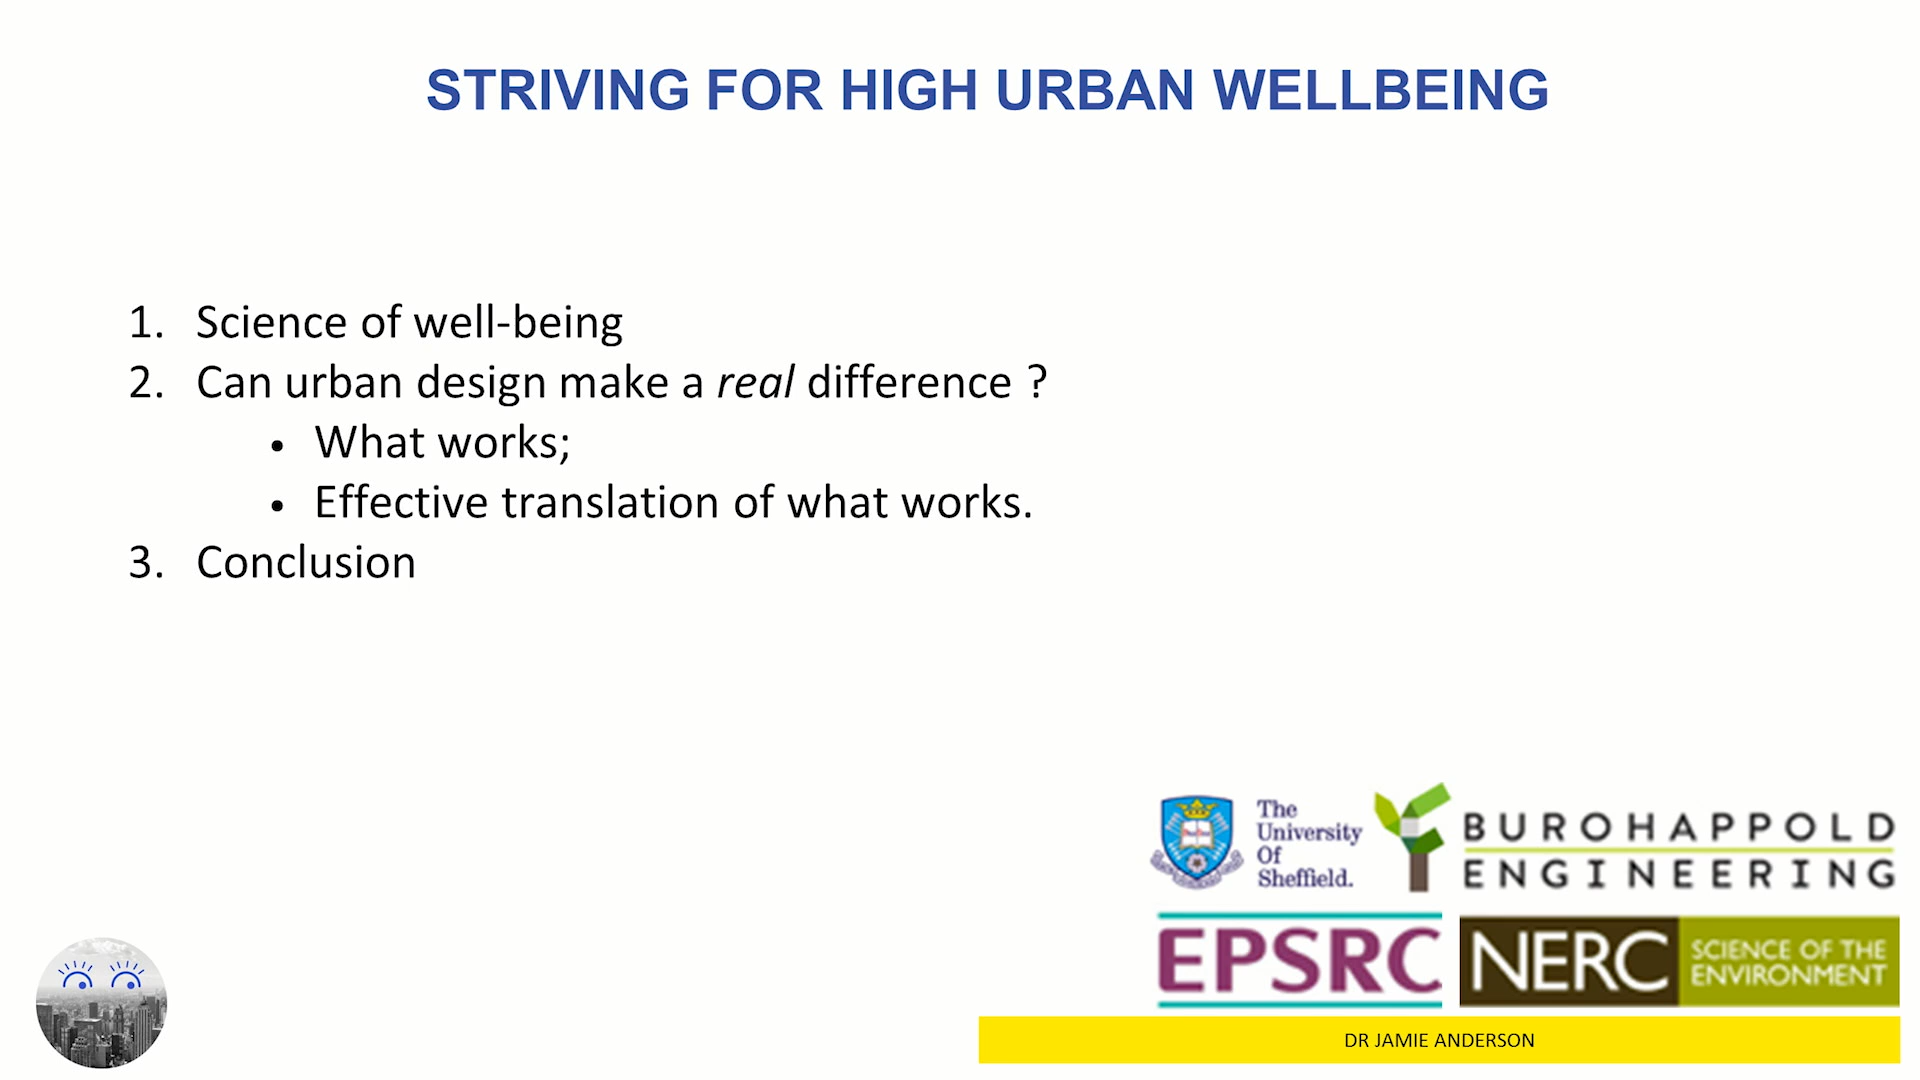 STRIVING FOR HIGH URBAN WELLBEING
1. Science of well-being
2. Can urban design make a real difference ?
• What works;
• Effective translation of what works.
3. Conclusion
The
University
Of
Sheffield.
BUROHAPPOLD
ENGINEERING
EPSRC
NERC
SCIENCE OF THE
ENVIRONMENT
DR JAMIE ANDERSON